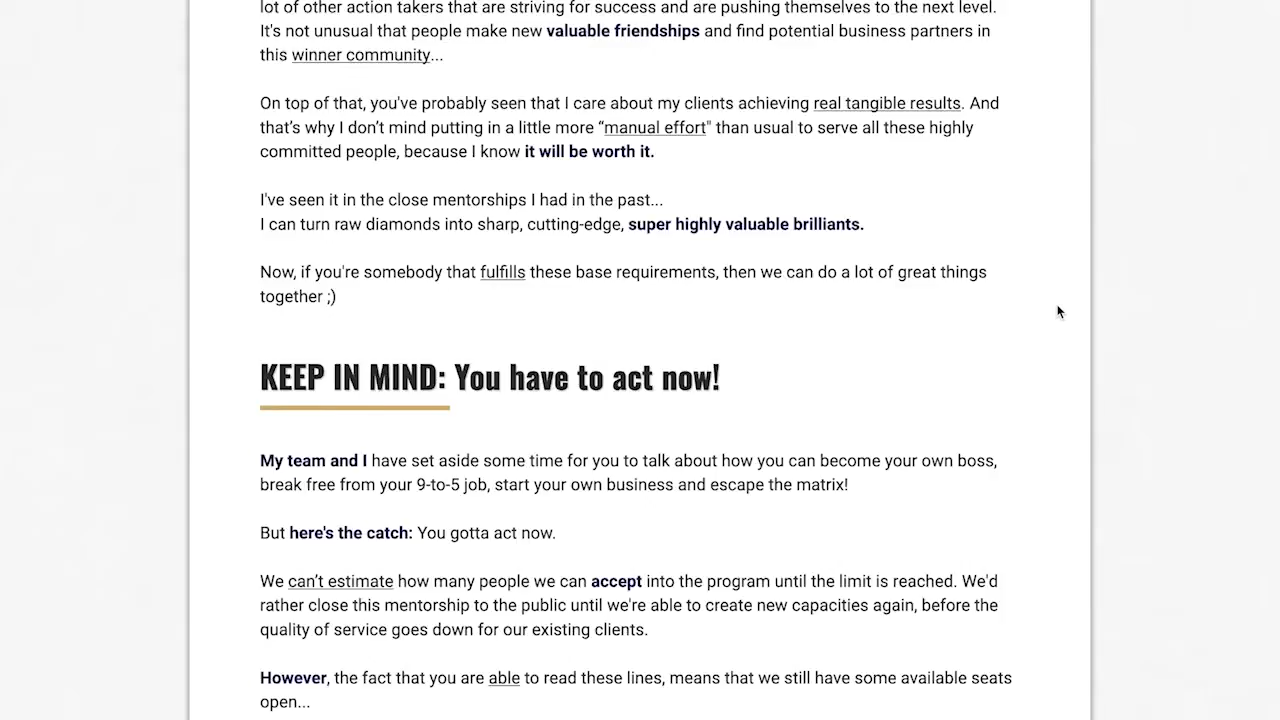 lot of other action takers that are striving for success and are pushing themselves to the next level.
It's not unusual that people make new valuable friendships and find potential business partners in
this winner community...
On top of that, you've probably seen that I care about my clients achieving real tangible results. And
that's why I don't mind putting in a little more “manual effort" than usual to serve all these highly
committed people, because I know it will be worth it.
I've seen it in the close mentorships I had in the past...
I can turn raw diamonds into sharp, cutting-edge, super highly valuable brilliants.
Now, if you're somebody that fulfills these base requirements, then we can do a lot of great things
together ;)
KEEP IN MIND: You have to act now!
My team and I have set aside some time for you to talk about how you can become your own boss,
break free from your 9-to-5 job, start your own business and escape the matrix!
But here's the catch: You gotta act now.
We can’t estimate how many people we can accept into the program until the limit is reached. We'd
rather close this mentorship to the public until we're able to create new capacities again, before the
quality of service goes down for our existing clients.
However, the fact that you are able to read these lines, means that we still have some available seats
open...